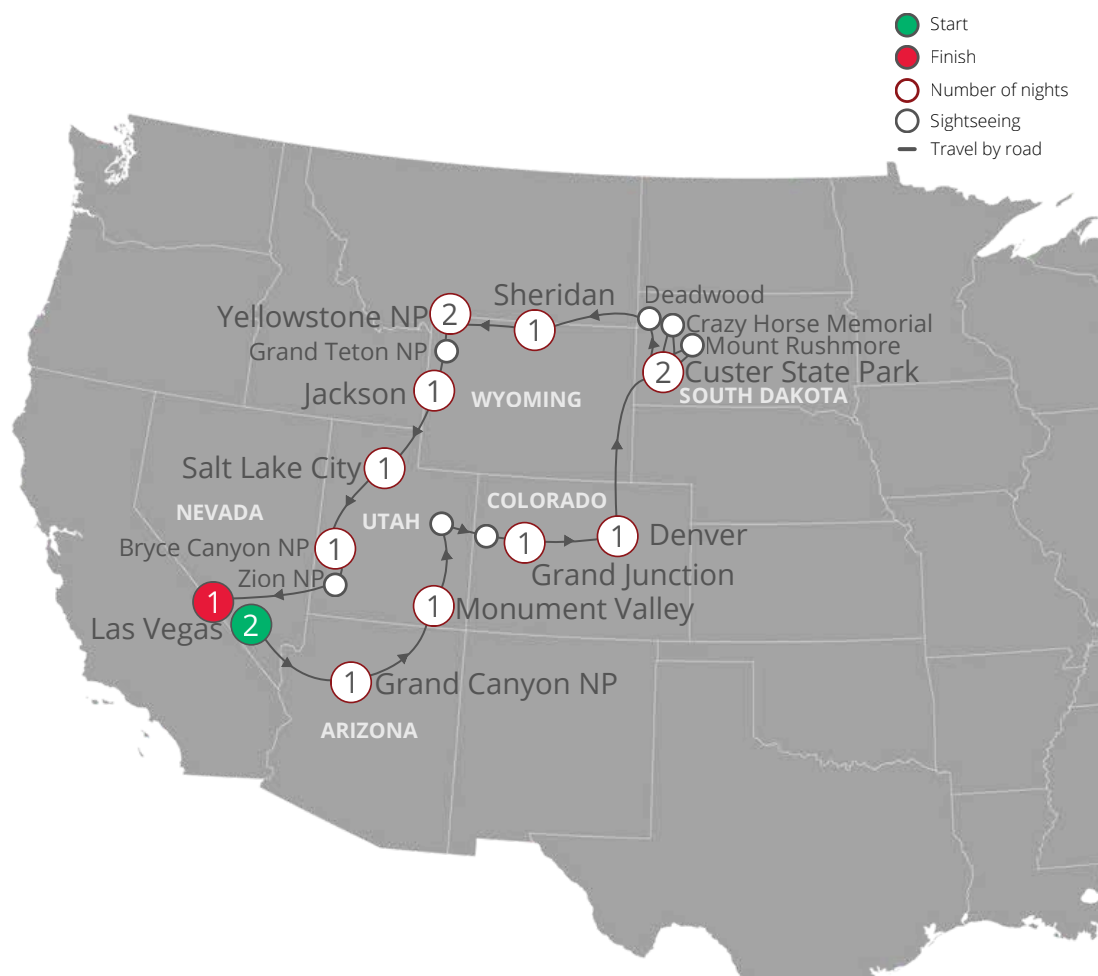 Start
Finish
Number of nights
Sightseeing
Travel by road
Sheridan
Deadwood
Yellowstone NP
2
1
Crazy Horse Memorial
Grand Teton NP
Mount Rushmore
2
Custer State Park
Jackson
1
WYOMING
SOUTH DAKOTA
Salt Lake City
1
COLORADO
NEVADA
UTAH
Bryce Canyon NP
1
1
1
Denver
Zion NP
Grand Junction
1
1
Monument Valley
Las Vegas
2
1
Grand Canyon NP
ARIZONA